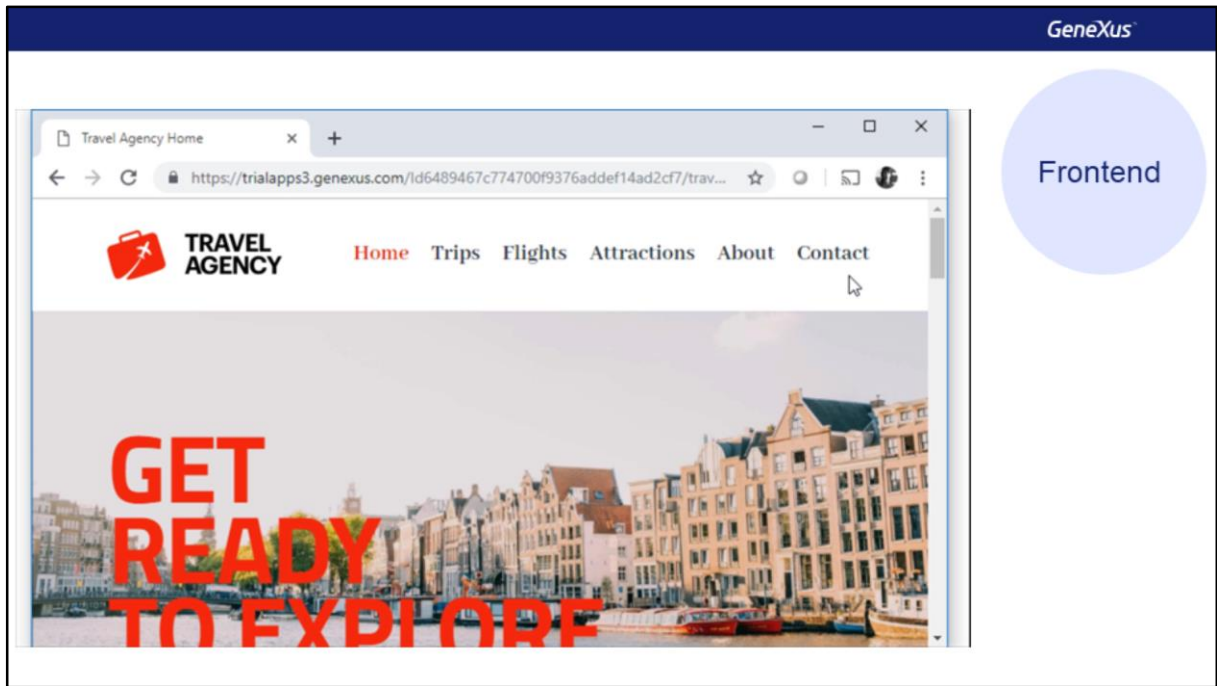 GeneXus™
Frontend
Travel Agency Home
https://trialapps3.genexus.com/Id6489467c774700f9376addef14ad2cf7/trav...
TRAVEL
AGENCY
Home Trips Flights Attractions About Contact
GET
READY
TO EXPLORE